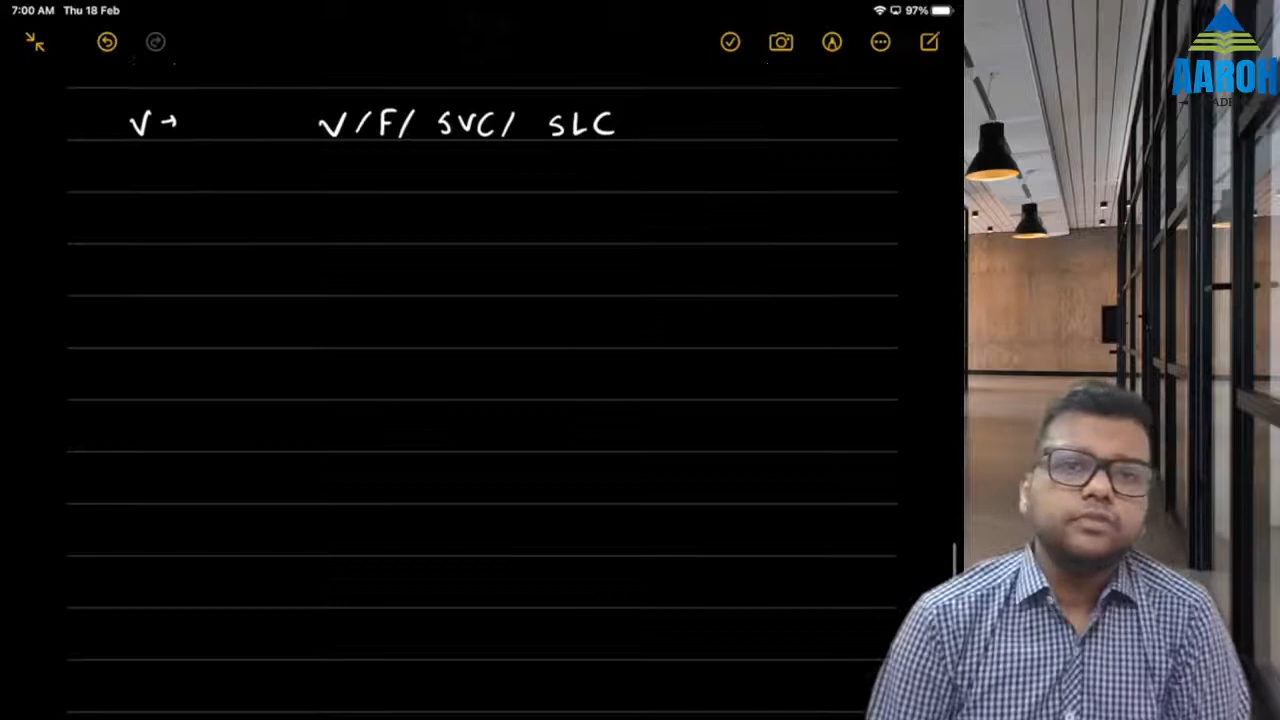 7:00 AM Thu 18 Feb 97%
V → V / F / SVC / SLC
AAROH